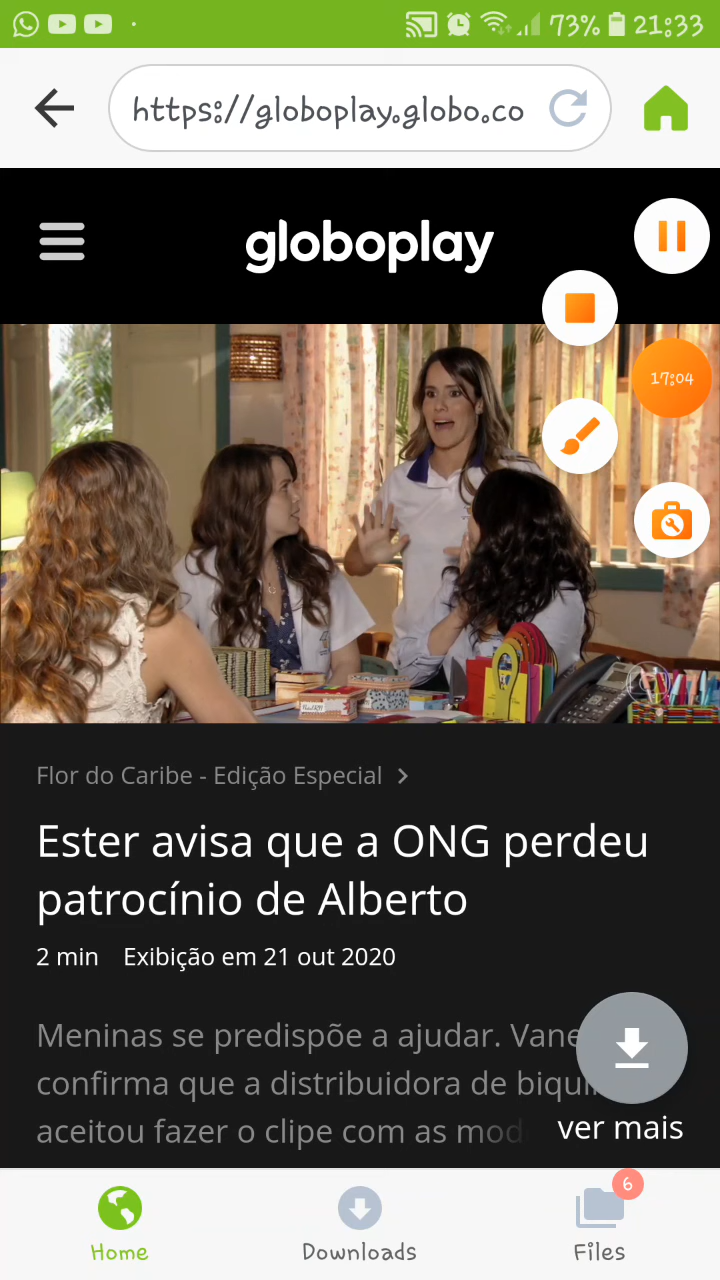 73% 21:33
https://globoplay.globo.co
globoplay
17:04
Flor do Caribe - Edição Especial
Ester avisa que a ONG perdeu
patrocínio de Alberto
2 min Exibição em 21 out 2020
Meninas se predispõe a ajudar. Vane
confirma que a distribuidora de biquí
aceitou fazer o clipe com as mod
ver mais
6
Home Downloads Files